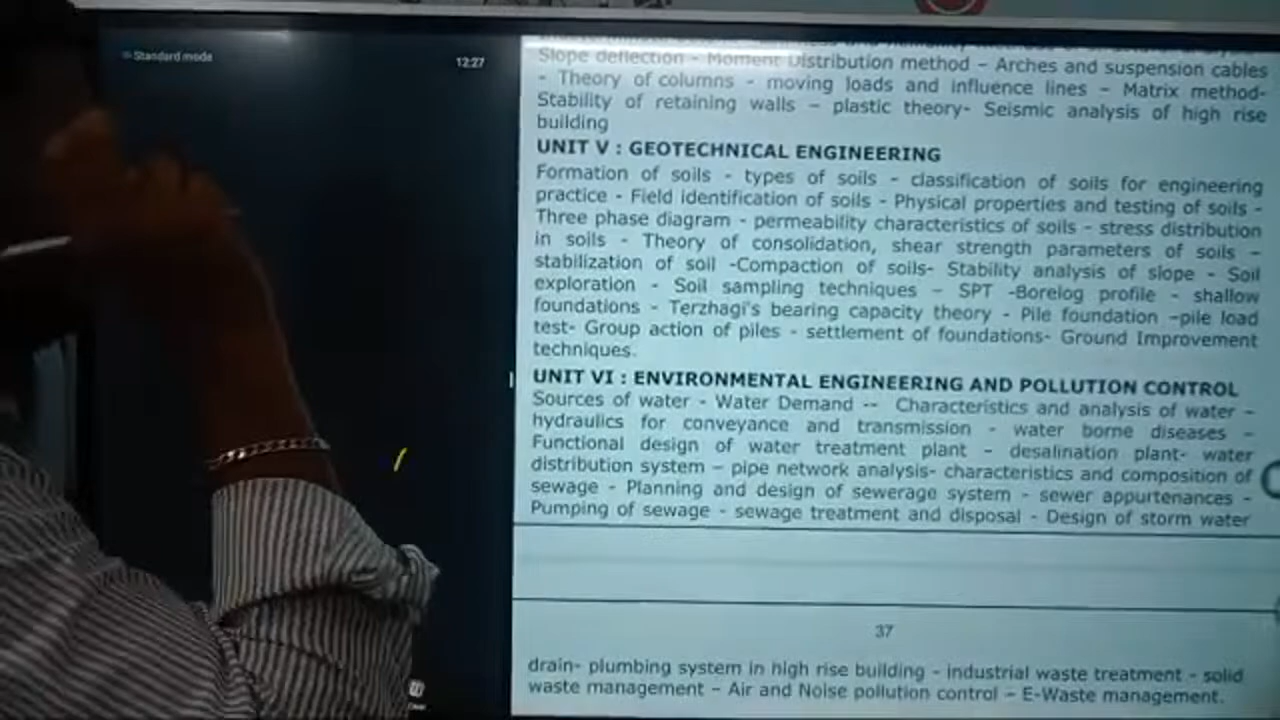 Standard mode
12:27
Slope deflection - Moment Distribution method – Arches and suspension cables
- Theory of columns - moving loads and influence lines – Matrix method-
Stability of retaining walls – plastic theory- Seismic analysis of high rise
building
UNIT V : GEOTECHNICAL ENGINEERING
Formation of soils - types of soils - classification of soils for engineering
practice - Field identification of soils - Physical properties and testing of soils -
Three phase diagram - permeability characteristics of soils - stress distribution
in soils - Theory of consolidation, shear strength parameters of soils –
stabilization of soil -Compaction of soils- Stability analysis of slope - Soil
exploration - Soil sampling techniques – SPT -Borelog profile - shallow
foundations - Terzhagi's bearing capacity theory - Pile foundation –pile load
test- Group action of piles - settlement of foundations- Ground Improvement
techniques.
UNIT VI : ENVIRONMENTAL ENGINEERING AND POLLUTION CONTROL
Sources of water - Water Demand -- Characteristics and analysis of water –
hydraulics for conveyance and transmission - water borne diseases –
Functional design of water treatment plant – desalination plant- water
distribution system – pipe network analysis- characteristics and composition of
sewage - Planning and design of sewerage system - sewer appurtenances -
Pumping of sewage - sewage treatment and disposal - Design of storm water
37
drain- plumbing system in high rise building - industrial waste treatment - solid
waste management – Air and Noise pollution control – E-Waste management.